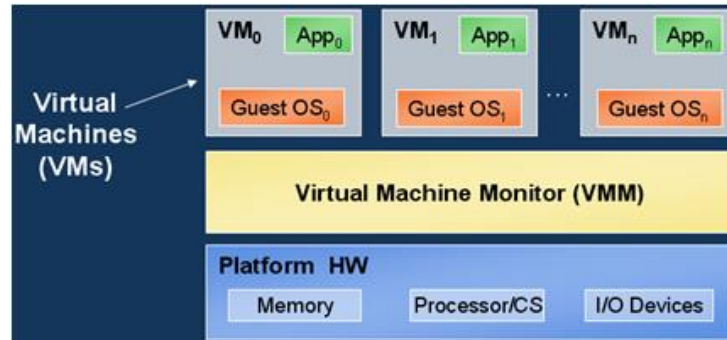 VM0 App0
VM1 App1
VMn App n
Virtual
Machines
(VMs)
Guest OS0
Guest OS1
...
Guest OSn
Virtual Machine Monitor (VMM)
Platform HW
Memory
Processor/CS
I/O Devices